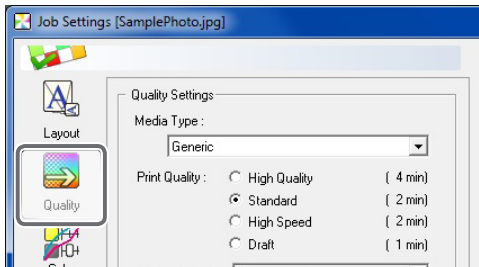 Job Settings [SamplePhoto.jpg]
Layout
Quality
Quality Settings
Media Type :
Generic
Print Quality : High Quality ( 4 min)
Standard ( 2 min)
High Speed ( 2 min)
Draft ( 1 min)